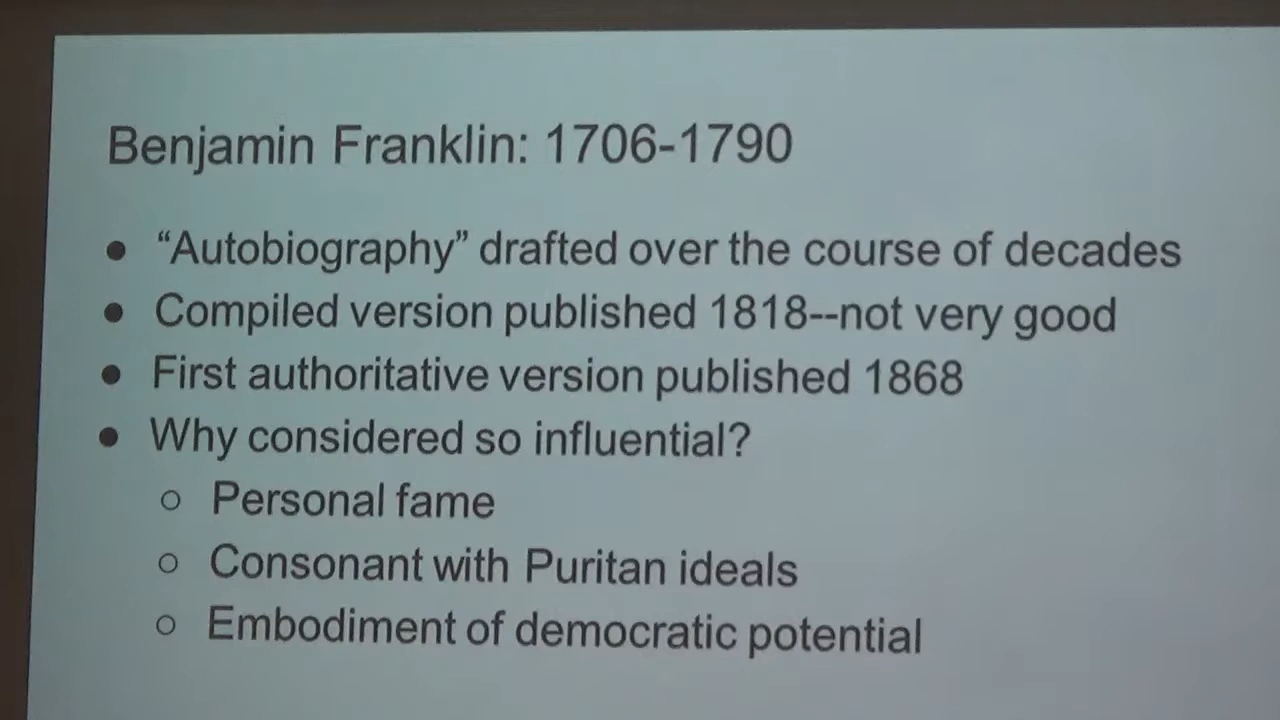 Benjamin Franklin: 1706-1790
● “Autobiography” drafted over the course of decades
● Compiled version published 1818--not very good
● First authoritative version published 1868
● Why considered so influential?
○ Personal fame
○ Consonant with Puritan ideals
○ Embodiment of democratic potential